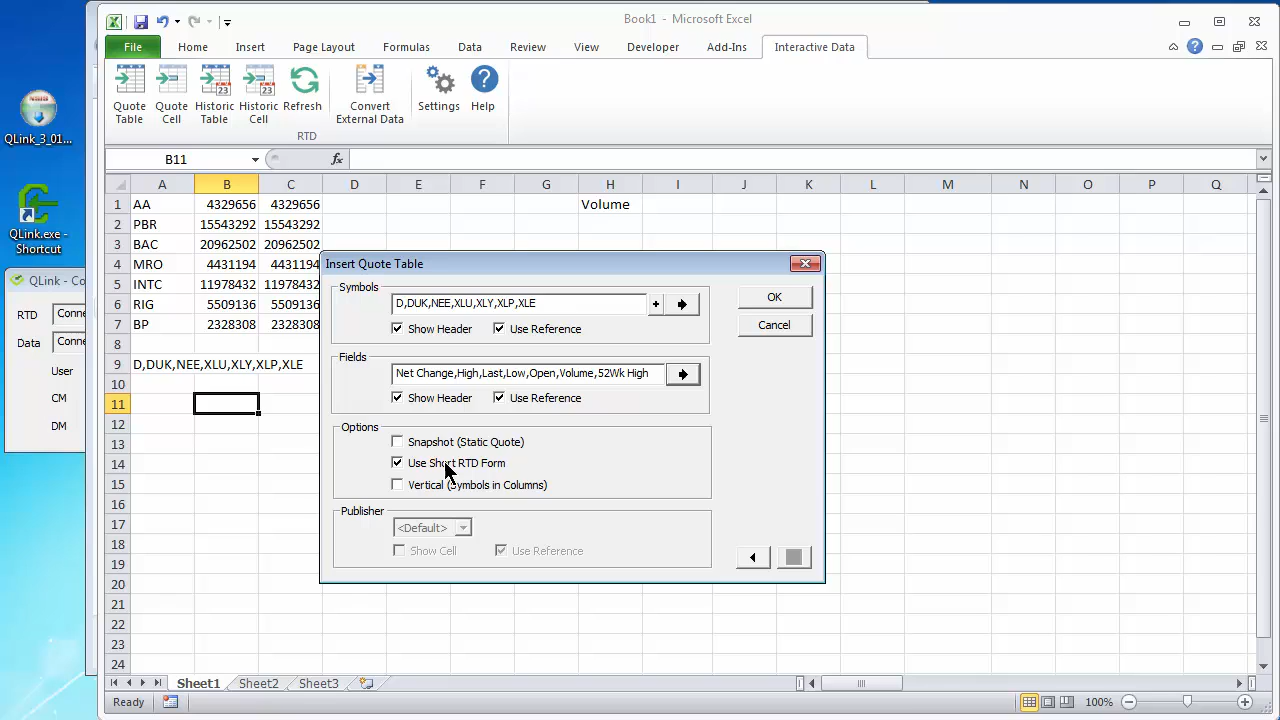 Book1 - Microsoft Excel
File Home Insert Page Layout Formulas Data Review View Developer Add-Ins Interactive Data
Quote Table
Quote Cell
Historic Table
Historic Cell
Refresh
Convert External Data
Settings
Help
RTD
B11 fx
A B C D E F G H I J K L M N O P Q
1 AA 4329656 4329656 Volume
2 PBR 15543292 15543292
3 BAC 20962502 20962502
4 MRO 4431194 4431194
5 INTC 11978432 11978432
6 RIG 5509136 5509136
7 BP 2328308 2328308
8
9 D,DUK,NEE,XLU,XLY,XLP,XLE
10
11
12
13
14
15
16
17
18
19
20
21
22
23
24
Insert Quote Table
Symbols
D,DUK,NEE,XLU,XLY,XLP,XLE +
Show Header Use Reference
OK
Cancel
Fields
Net Change,High,Last,Low,Open,Volume,52Wk High
Show Header Use Reference
Options
Snapshot (Static Quote)
Use Short RTD Form
Vertical (Symbols in Columns)
Publisher
<Default>
Show Cell Use Reference
QLink_3_01...
QLink.exe - Shortcut
QLink - Co
RTD Conne
Data Conne
User
CM
DM
Sheet1 Sheet2 Sheet3
Ready 100%